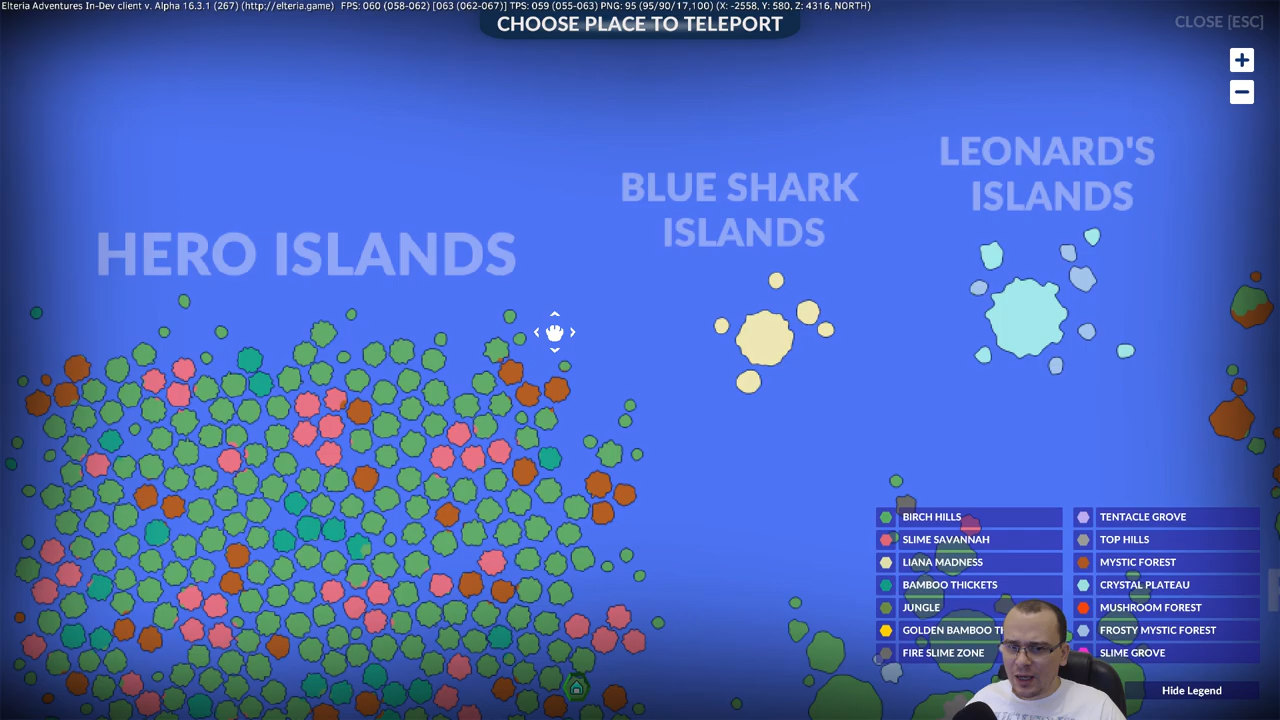 Elteria Adventures In-Dev client v. Alpha 16.3.1 (267) (http://elteria.game)   FPS: 060 (058-062) [063 (062-067)] TPS: 059 (055-063) PNG: 95 (95/90/17,100) (X: -2558, Y: 580, Z: 4316, NORTH)
CHOOSE PLACE TO TELEPORT
CLOSE [ESC]
LEONARD'S
ISLANDS
BLUE SHARK
ISLANDS
HERO ISLANDS
BIRCH HILLS
SLIME SAVANNAH
LIANA MADNESS
BAMBOO THICKETS
JUNGLE
GOLDEN BAMBOO
FIRE SLIME ZONE
TENTACLE GROVE
TOP HILLS
MYSTIC FOREST
CRYSTAL PLATEAU
MUSHROOM FOREST
FROSTY MYSTIC FOREST
SLIME GROVE
Hide Legend